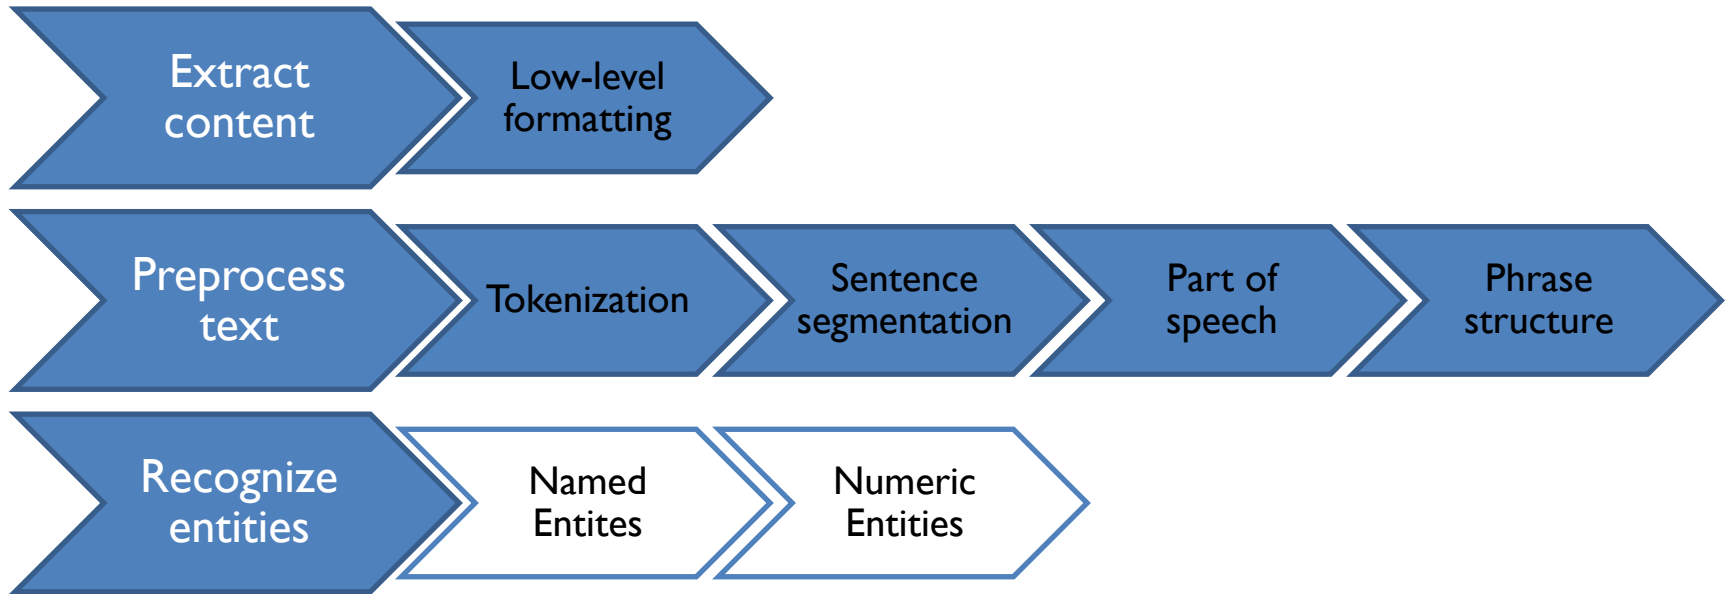 Extract
content
Low-level
formatting
Preprocess
text
Tokenization
Sentence
segmentation
Part of
speech
Phrase
structure
Recognize
entities
Named
Entites
Numeric
Entities